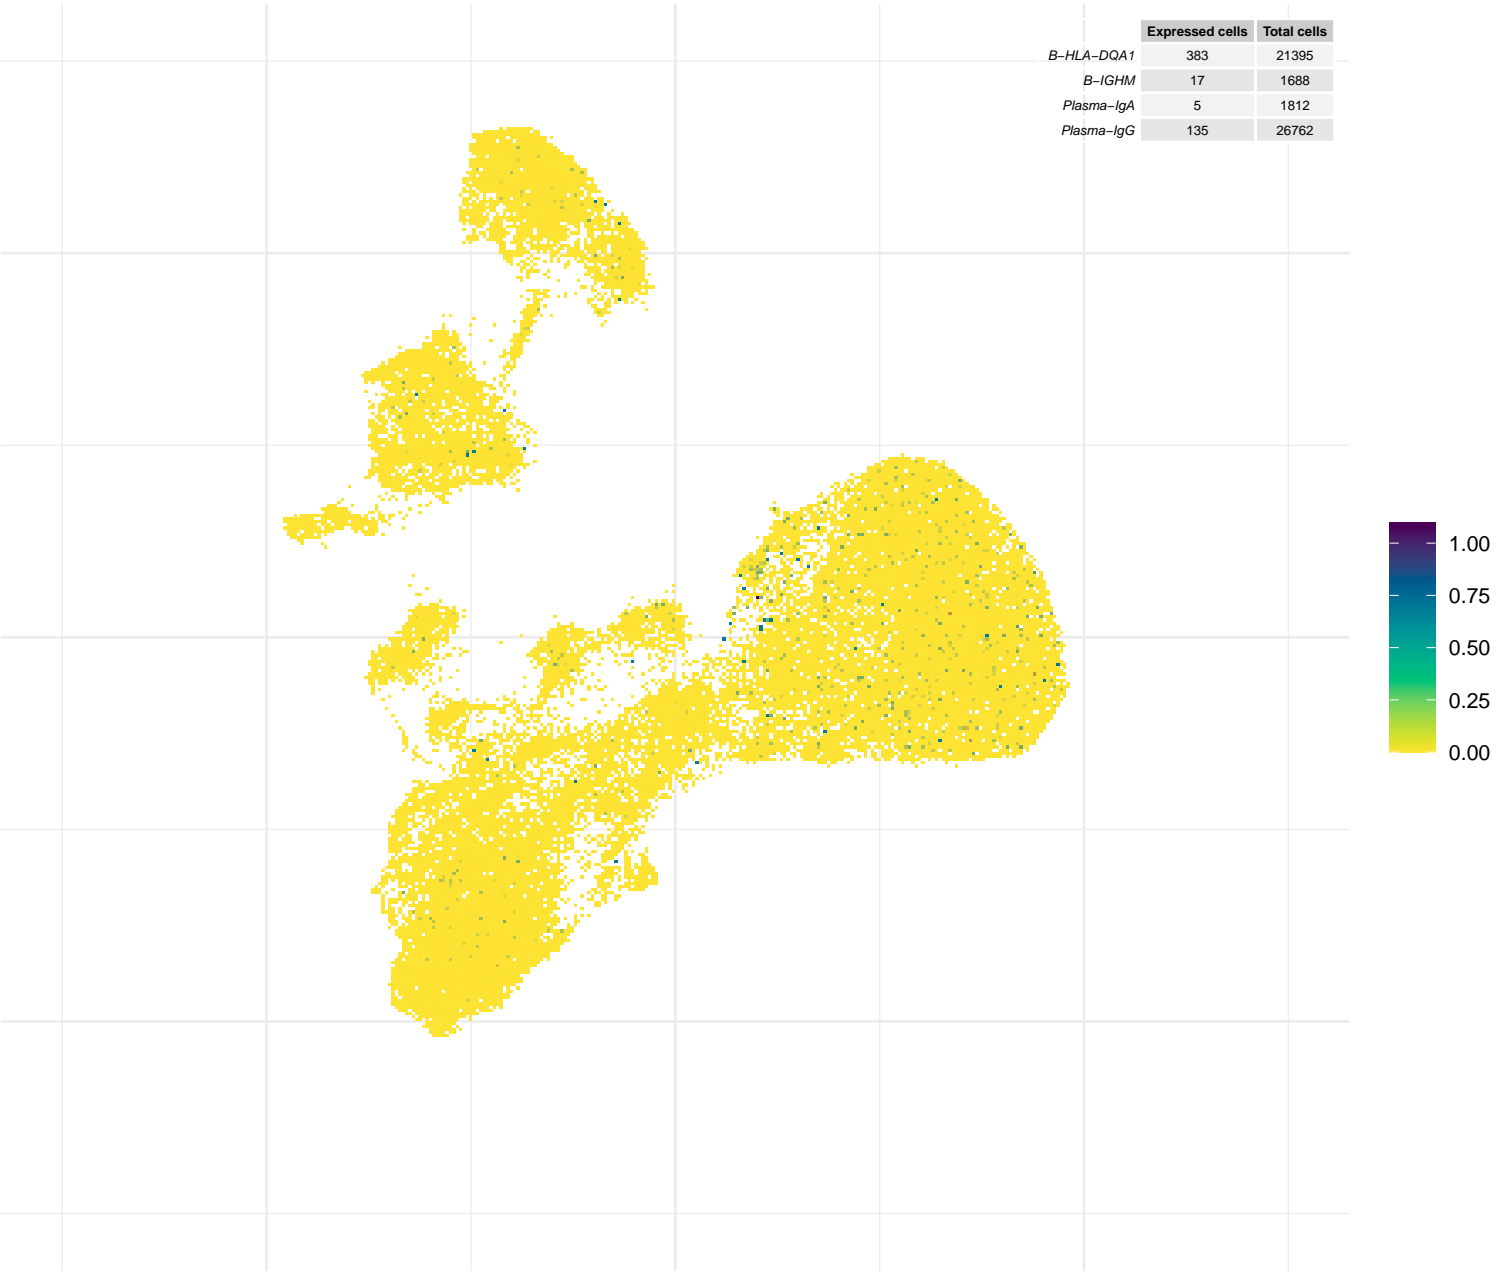 Expressed cells Total cells
B−HLA−DQA1 383 21395
B−IGHM 17 1688
Plasma−IgA 5 1812
Plasma−IgG 135 26762
1.00
0.75
0.50
0.25
0.00